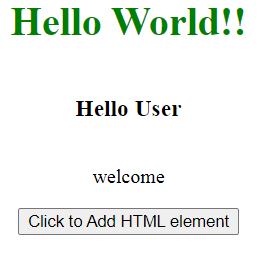 Hello World!!
Hello User
welcome
Click to Add HTML element